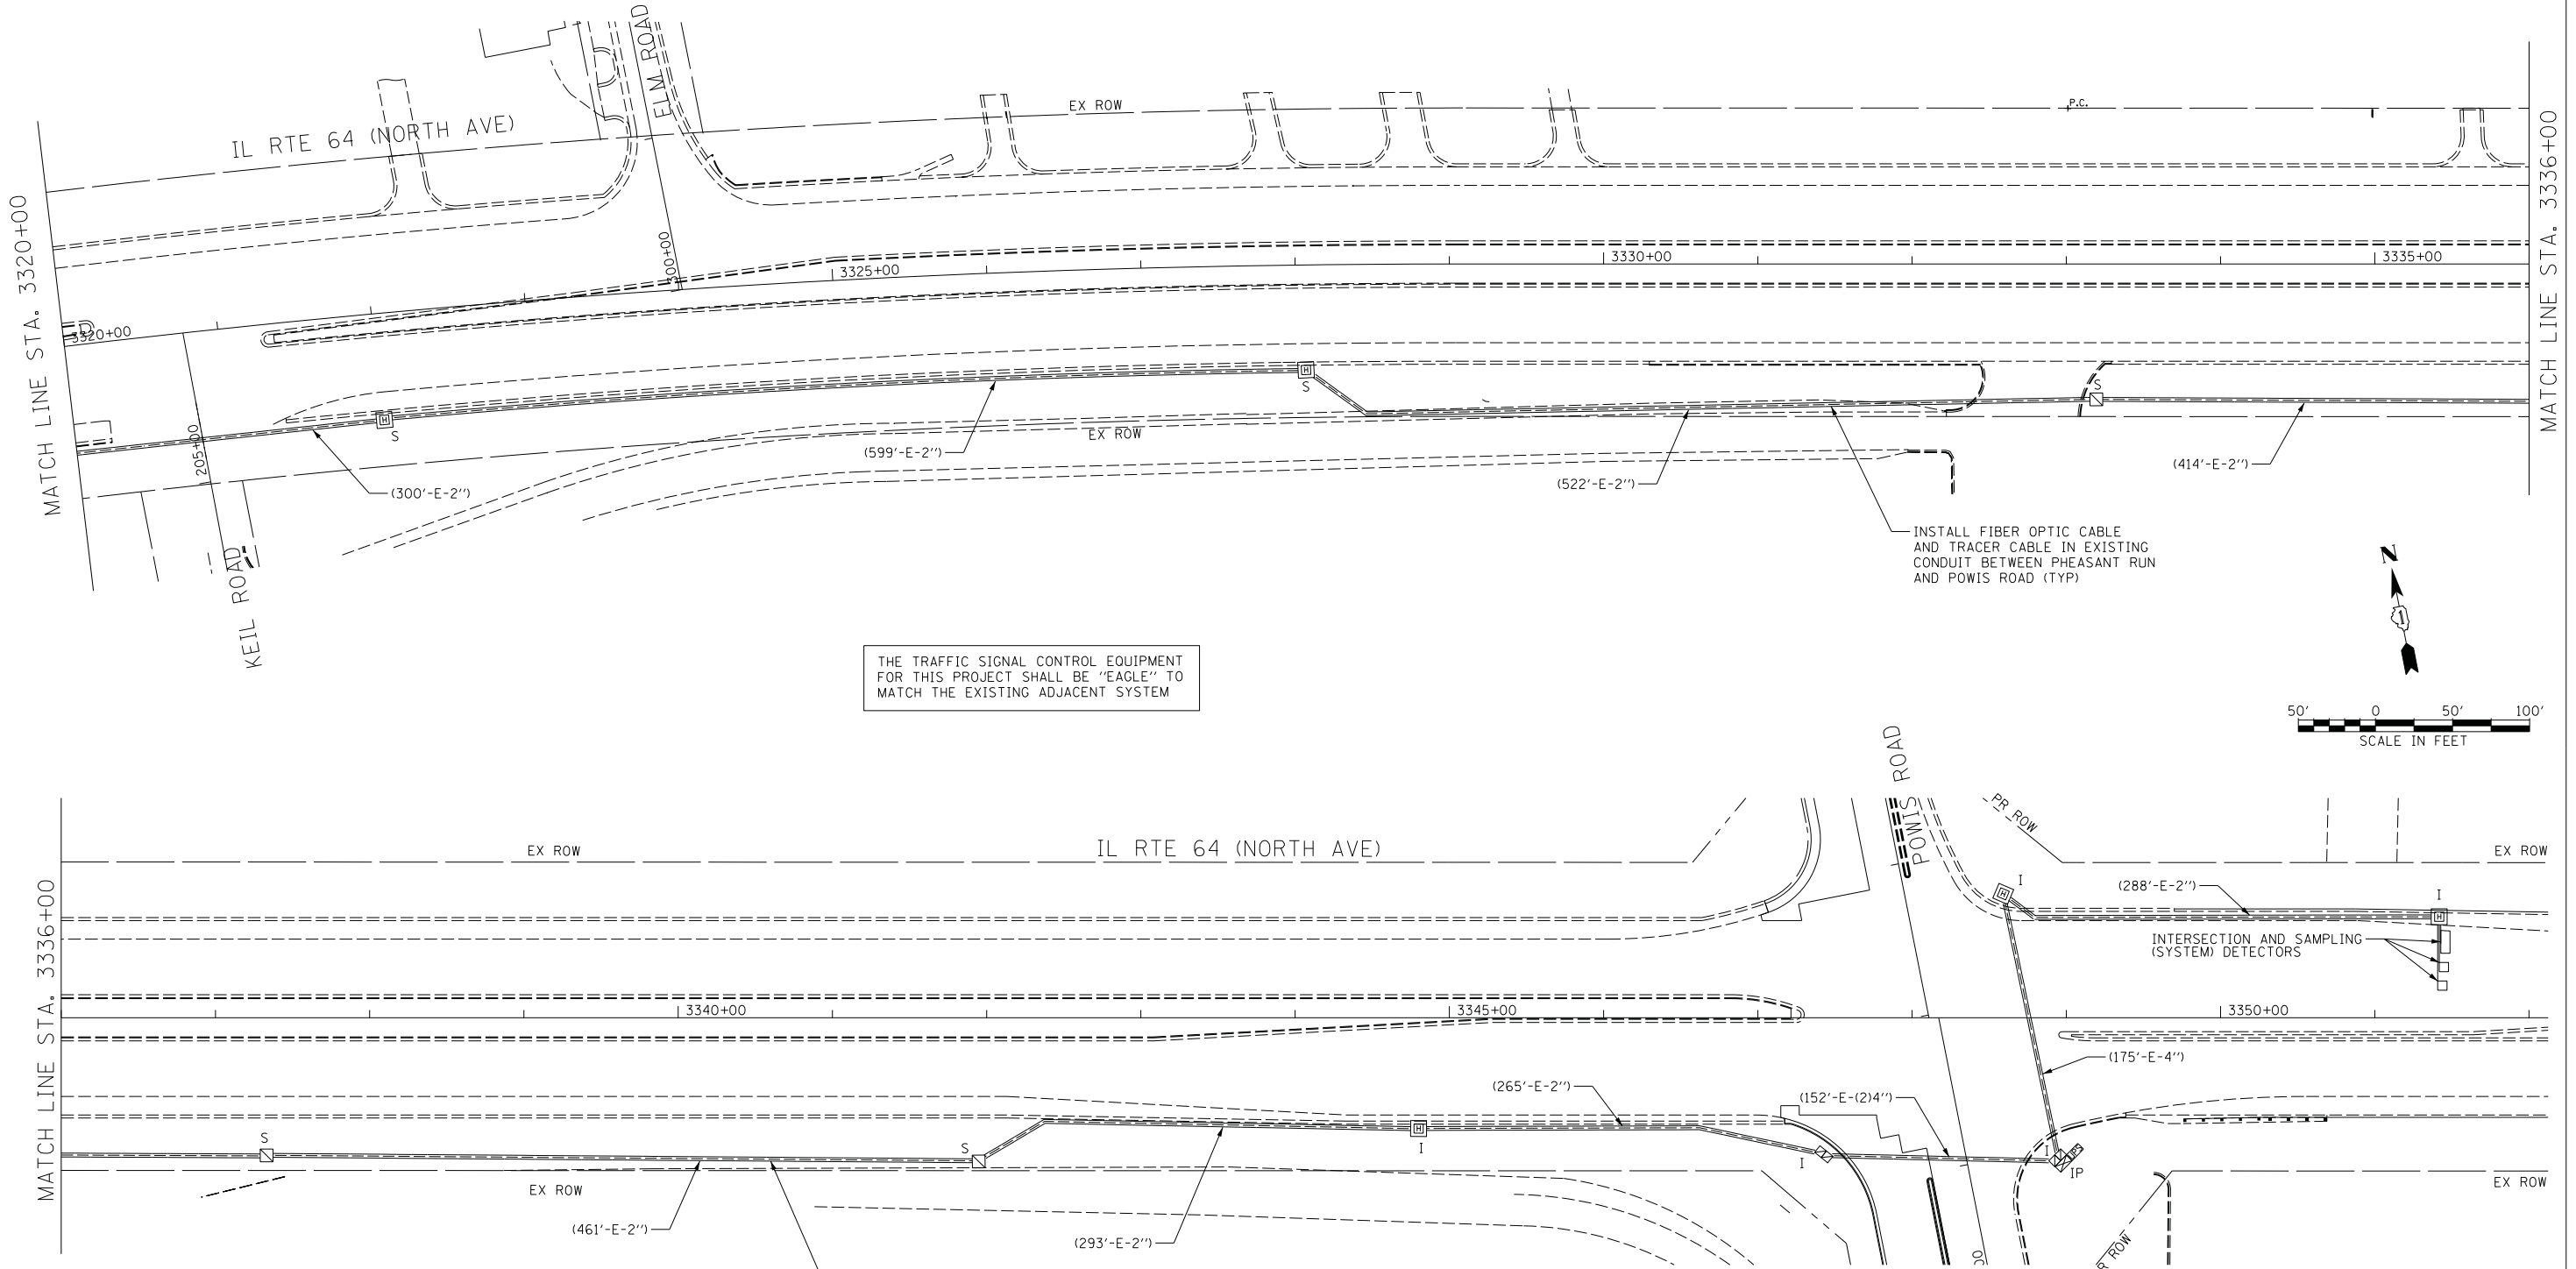 ELM ROAD
IL RTE 64 (NORTH AVE)
EX ROW
P.C.
MATCH LINE STA. 3320+00
MATCH LINE STA. 3336+00
3320+00
300+00
3325+00
3330+00
3335+00
205+00
S
S
S
EX ROW
(300'-E-2")
(599'-E-2")
(522'-E-2")
(414'-E-2")
KEIL ROAD
INSTALL FIBER OPTIC CABLE
AND TRACER CABLE IN EXISTING
CONDUIT BETWEEN PHEASANT RUN
AND POWIS ROAD (TYP)
N
THE TRAFFIC SIGNAL CONTROL EQUIPMENT
FOR THIS PROJECT SHALL BE "EAGLE" TO
MATCH THE EXISTING ADJACENT SYSTEM
50' 0 50' 100'
SCALE IN FEET
H
H
POWIS ROAD
PR ROW
EX ROW
IL RTE 64 (NORTH AVE)
EX ROW
MATCH LINE STA. 3336+00
(288'-E-2")
H
I
H
I
INTERSECTION AND SAMPLING
(SYSTEM) DETECTORS
3340+00
3345+00
3350+00
(175'-E-4")
(265'-E-2")
(152'-E-(2)4")
S
S
H
I
I
I
IP
EX ROW
EX ROW
(461'-E-2")
(293'-E-2")
ROW